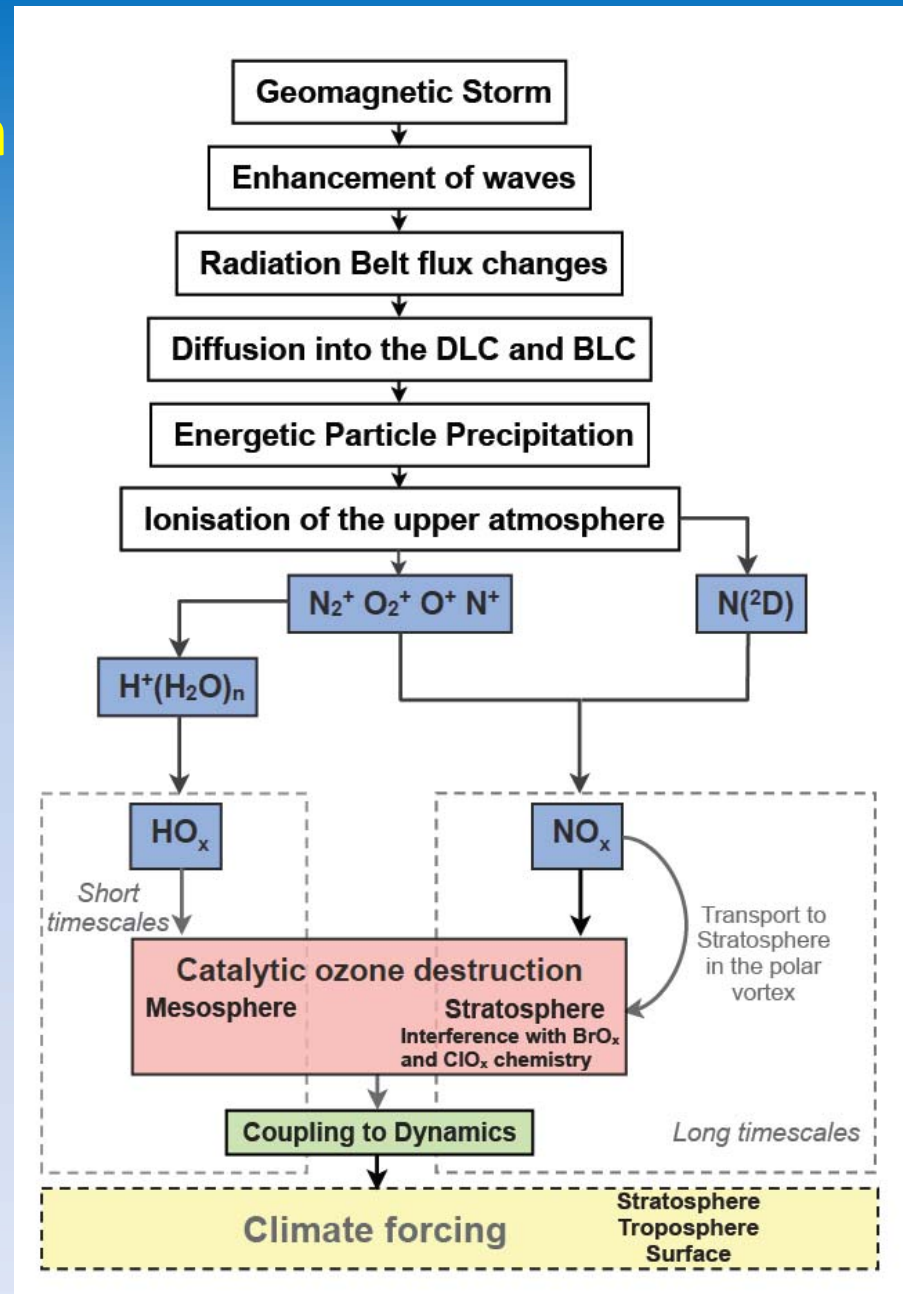 n
Geomagnetic Storm
Enhancement of waves
Radiation Belt flux changes
Diffusion into the DLC and BLC
Energetic Particle Precipitation
Ionisation of the upper atmosphere
N₂⁺ O₂⁺ O⁺ N⁺
N(²D)
H⁺(H₂O)ₙ
HOₓ
NOₓ
Short
timescales
Transport to
Stratosphere
in the polar
vortex
Catalytic ozone destruction
Mesosphere
Stratosphere
Interference with BrOₓ
and ClOₓ chemistry
Coupling to Dynamics
Long timescales
Climate forcing
Stratosphere
Troposphere
Surface